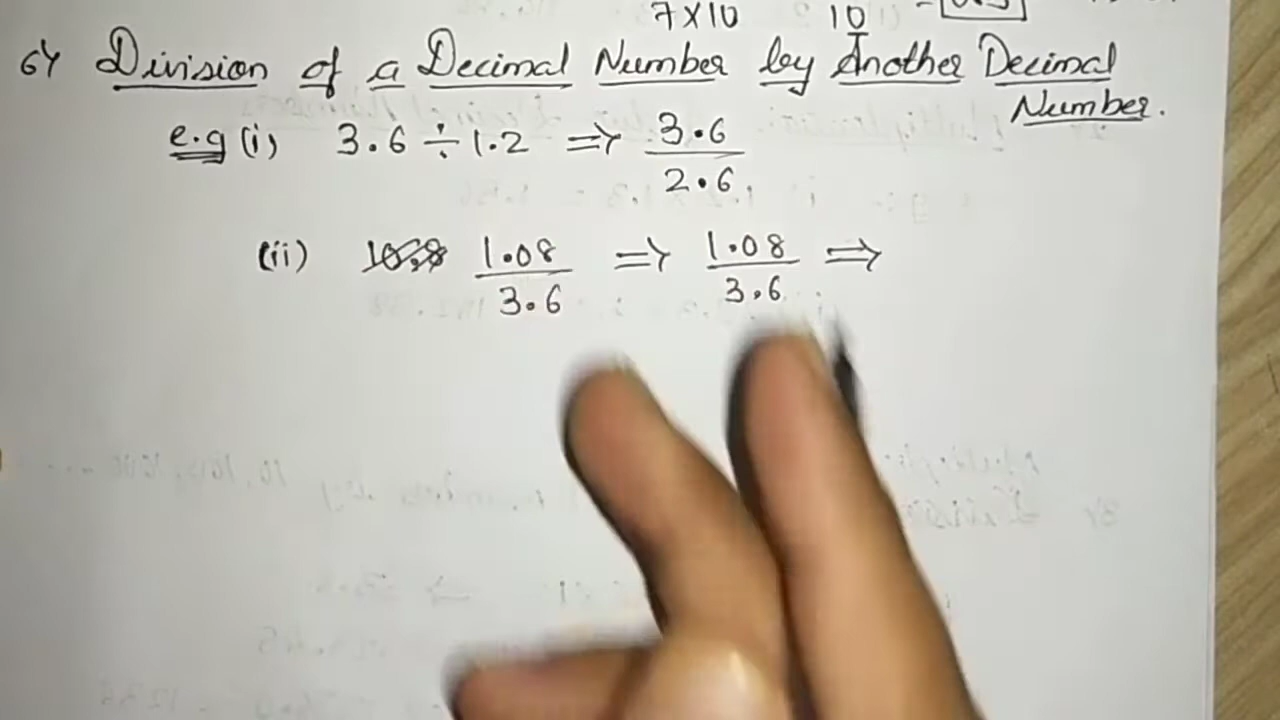 7×10 10
6) Division of a Decimal Number by Another Decimal
Number.
e.g (i) 3.6 ÷ 1.2 ⇒ 3.6/2.6
(ii) 1.08/3.6 ⇒ 1.08/3.6 ⇒